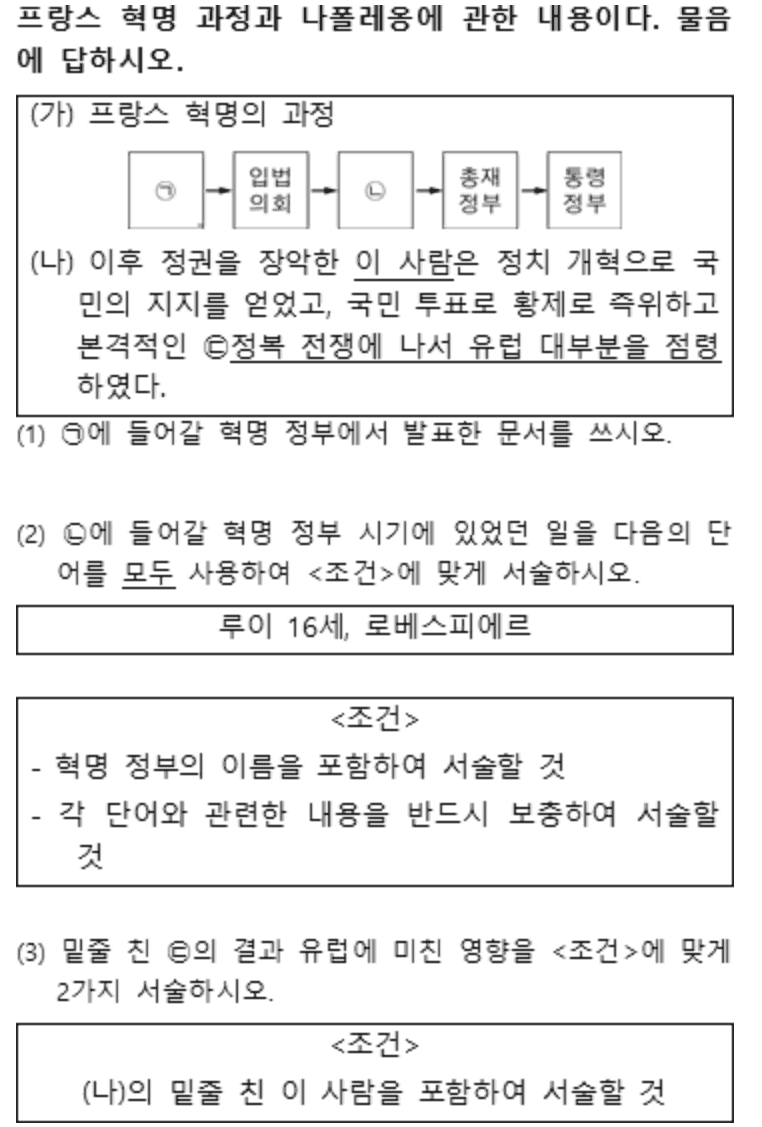 프랑스 혁명 과정과 나폴레옹에 관한 내용이다. 물음
에 답하시오.
(가) 프랑스 혁명의 과정
㉠ → 입법 의회 → ㉡ → 총재 정부 → 통령 정부
(나) 이후 정권을 장악한 이 사람은 정치 개혁으로 국
민의 지지를 얻었고, 국민 투표로 황제로 즉위하고
본격적인 ㉢정복 전쟁에 나서 유럽 대부분을 점령
하였다.
(1) ㉠에 들어갈 혁명 정부에서 발표한 문서를 쓰시오.
(2) ㉡에 들어갈 혁명 정부 시기에 있었던 일을 다음의 단
어를 모두 사용하여 <조건>에 맞게 서술하시오.
루이 16세, 로베스피에르
<조건>
- 혁명 정부의 이름을 포함하여 서술할 것
- 각 단어와 관련한 내용을 반드시 보충하여 서술할
것
(3) 밑줄 친 ㉢의 결과 유럽에 미친 영향을 <조건>에 맞게
2가지 서술하시오.
<조건>
(나)의 밑줄 친 이 사람을 포함하여 서술할 것